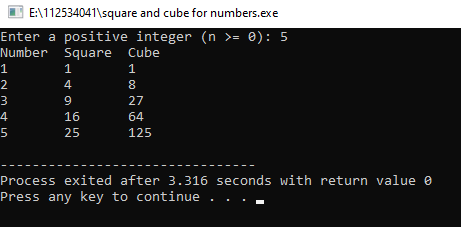 E:\112534041\square and cube for numbers.exe
Enter a positive integer (n >= 0): 5
Number  Square  Cube
1       1       1
2       4       8
3       9       27
4       16      64
5       25      125
--------------------------------
Process exited after 3.316 seconds with return value 0
Press any key to continue . . .